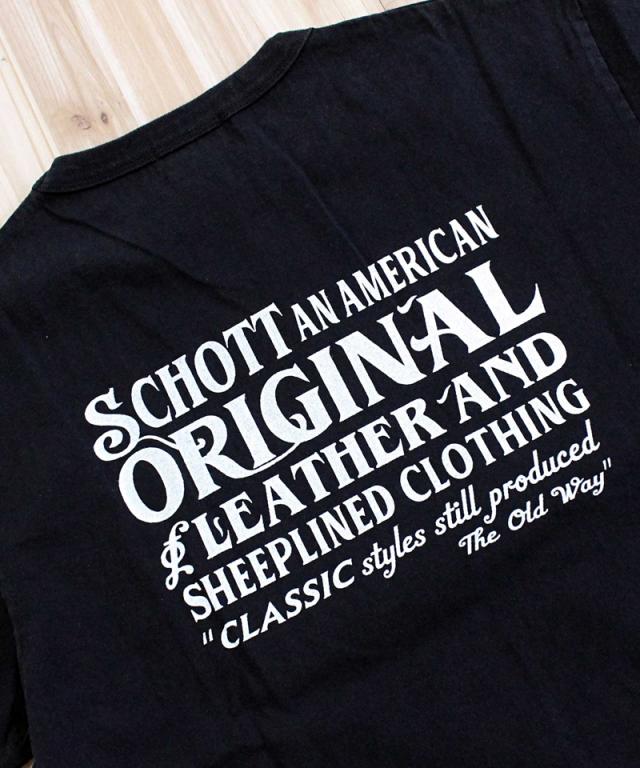 SCHOTT AN AMERICAN
ORIGINAL
& LEATHER AND
SHEEPLINED CLOTHING
"CLASSIC styles still produced
The Old Way"